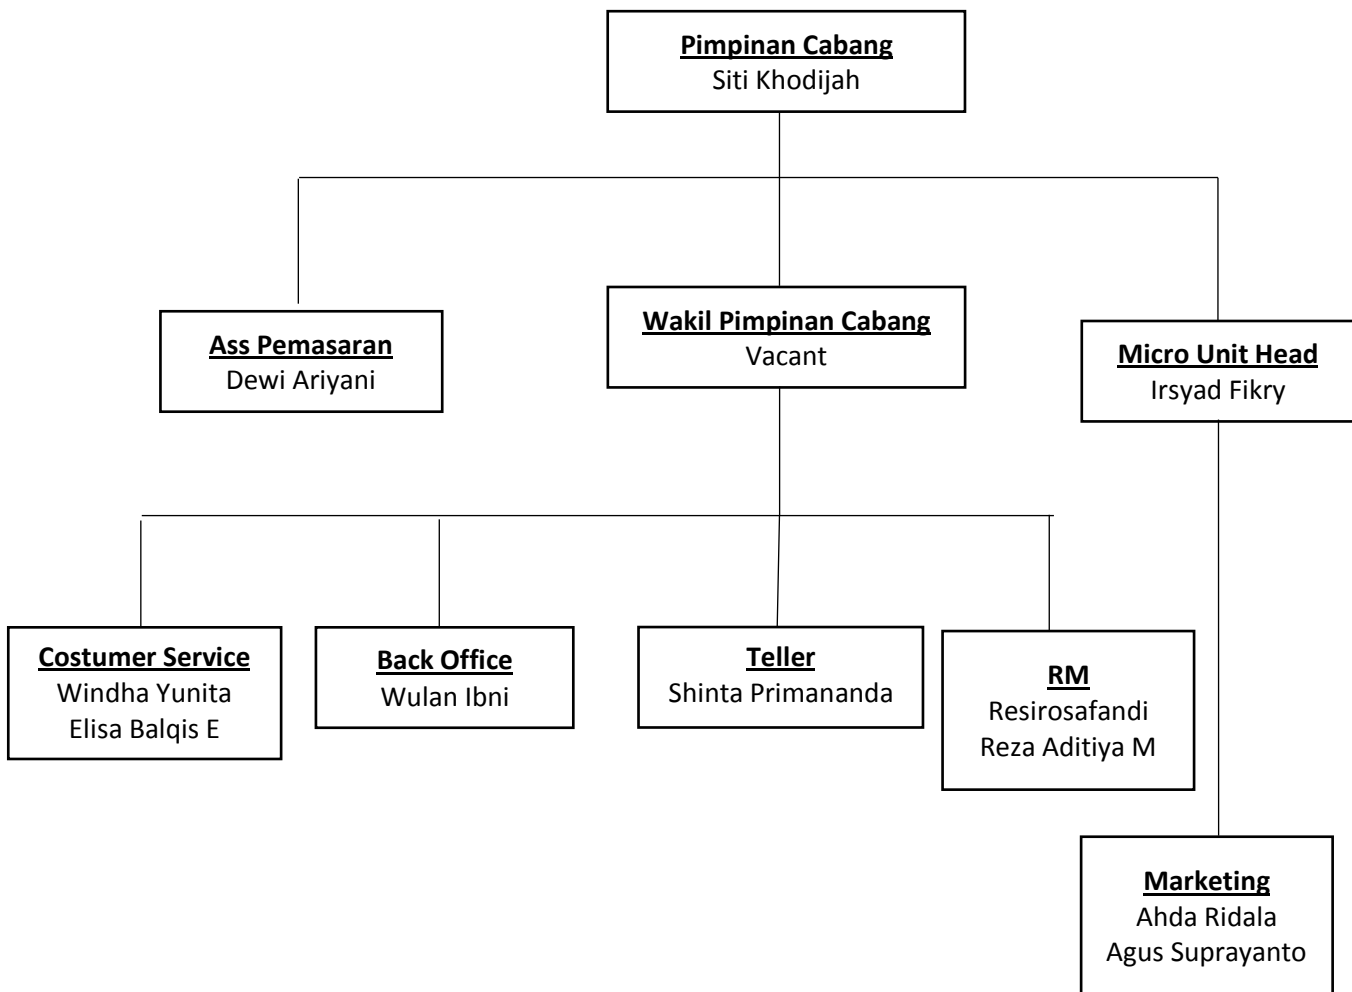 Pimpinan Cabang
Siti Khodijah
Ass Pemasaran
Dewi Ariyani
Wakil Pimpinan Cabang
Vacant
Micro Unit Head
Irsyad Fikry
Costumer Service
Windha Yunita
Elisa Balqis E
Back Office
Wulan Ibni
Teller
Shinta Primananda
RM
Resirosafandi
Reza Aditiya M
Marketing
Ahda Ridala
Agus Suprayanto